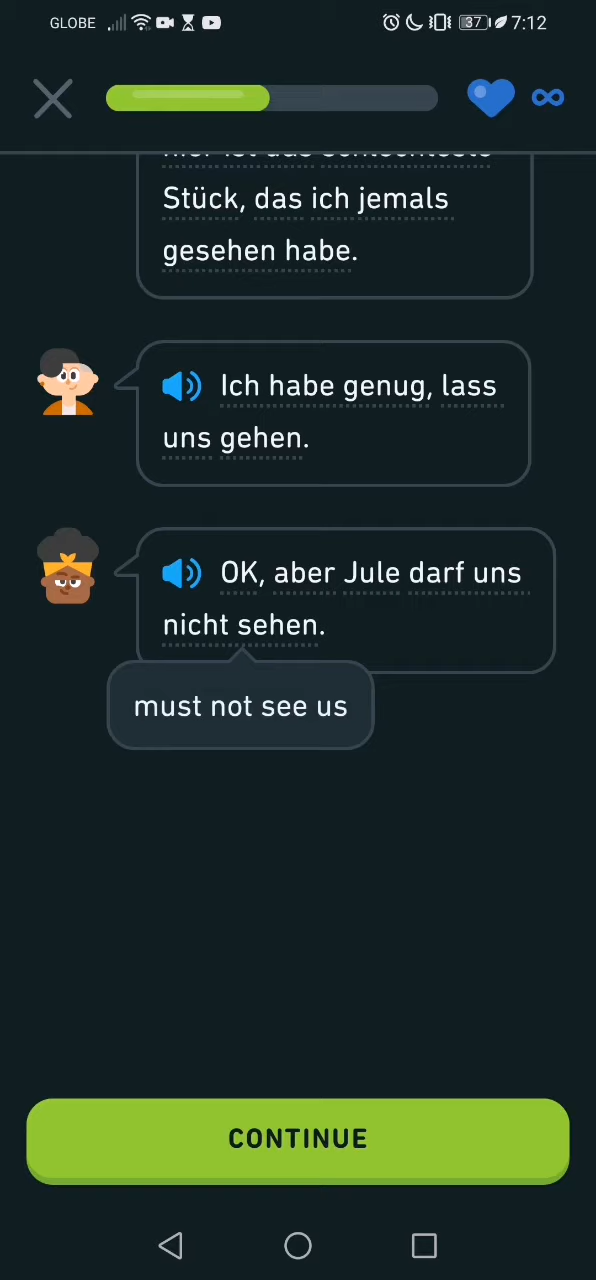 GLOBE 37 7:12
Stück, das ich jemals
gesehen habe.
Ich habe genug, lass
uns gehen.
OK, aber Jule darf uns
nicht sehen.
must not see us
CONTINUE